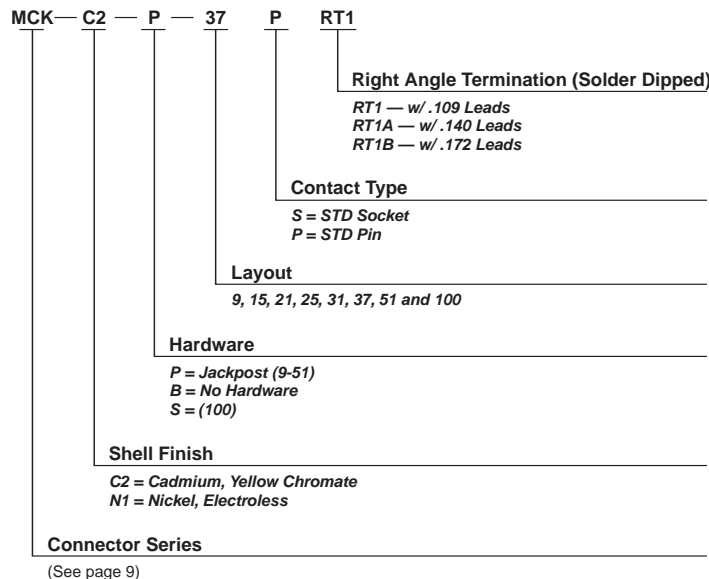 MCK — C2 — P — 37 P RT1
Right Angle Termination (Solder Dipped)
RT1 — w/ .109 Leads
RT1A — w/ .140 Leads
RT1B — w/ .172 Leads
Contact Type
S = STD Socket
P = STD Pin
Layout
9, 15, 21, 25, 31, 37, 51 and 100
Hardware
P = Jackpost (9-51)
B = No Hardware
S = (100)
Shell Finish
C2 = Cadmium, Yellow Chromate
N1 = Nickel, Electroless
Connector Series
(See page 9)